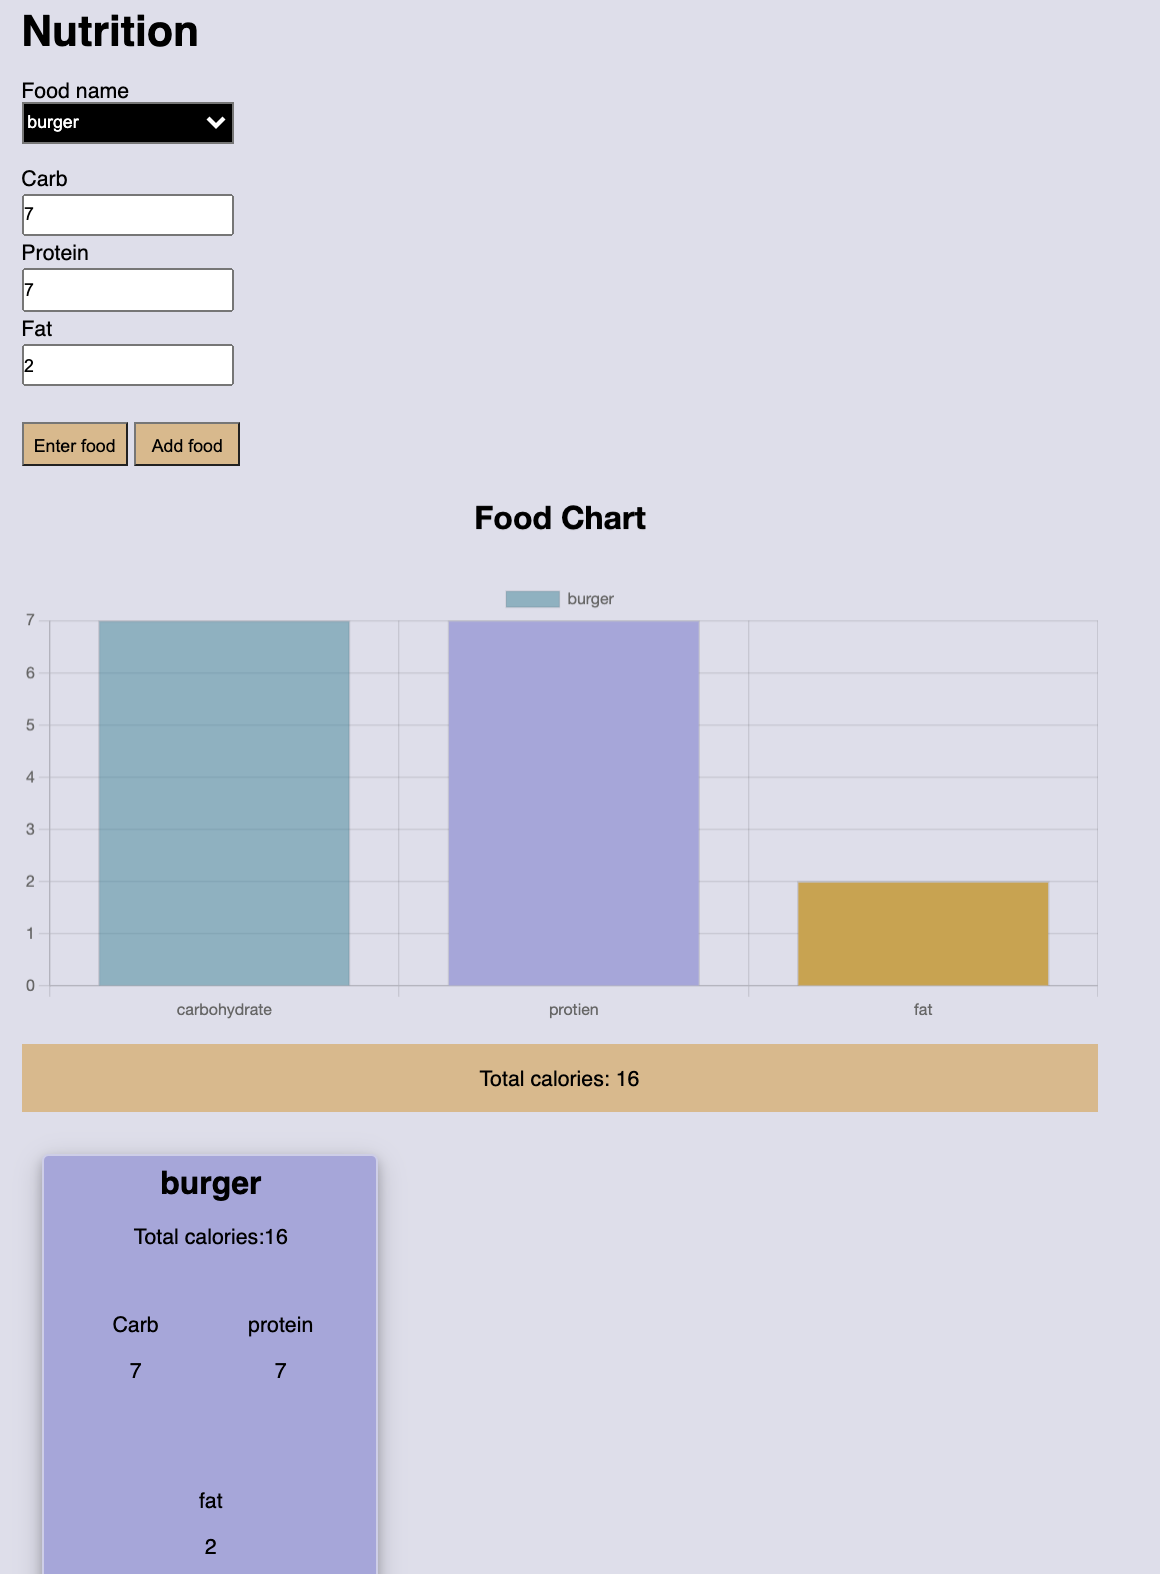 Nutrition
Food name
burger
Carb
7
Protein
7
Fat
2
Enter food Add food
Food Chart
burger
7
6
5
4
3
2
1
0
carbohydrate protien fat
Total calories: 16
burger
Total calories:16
Carb protein
7 7
fat
2